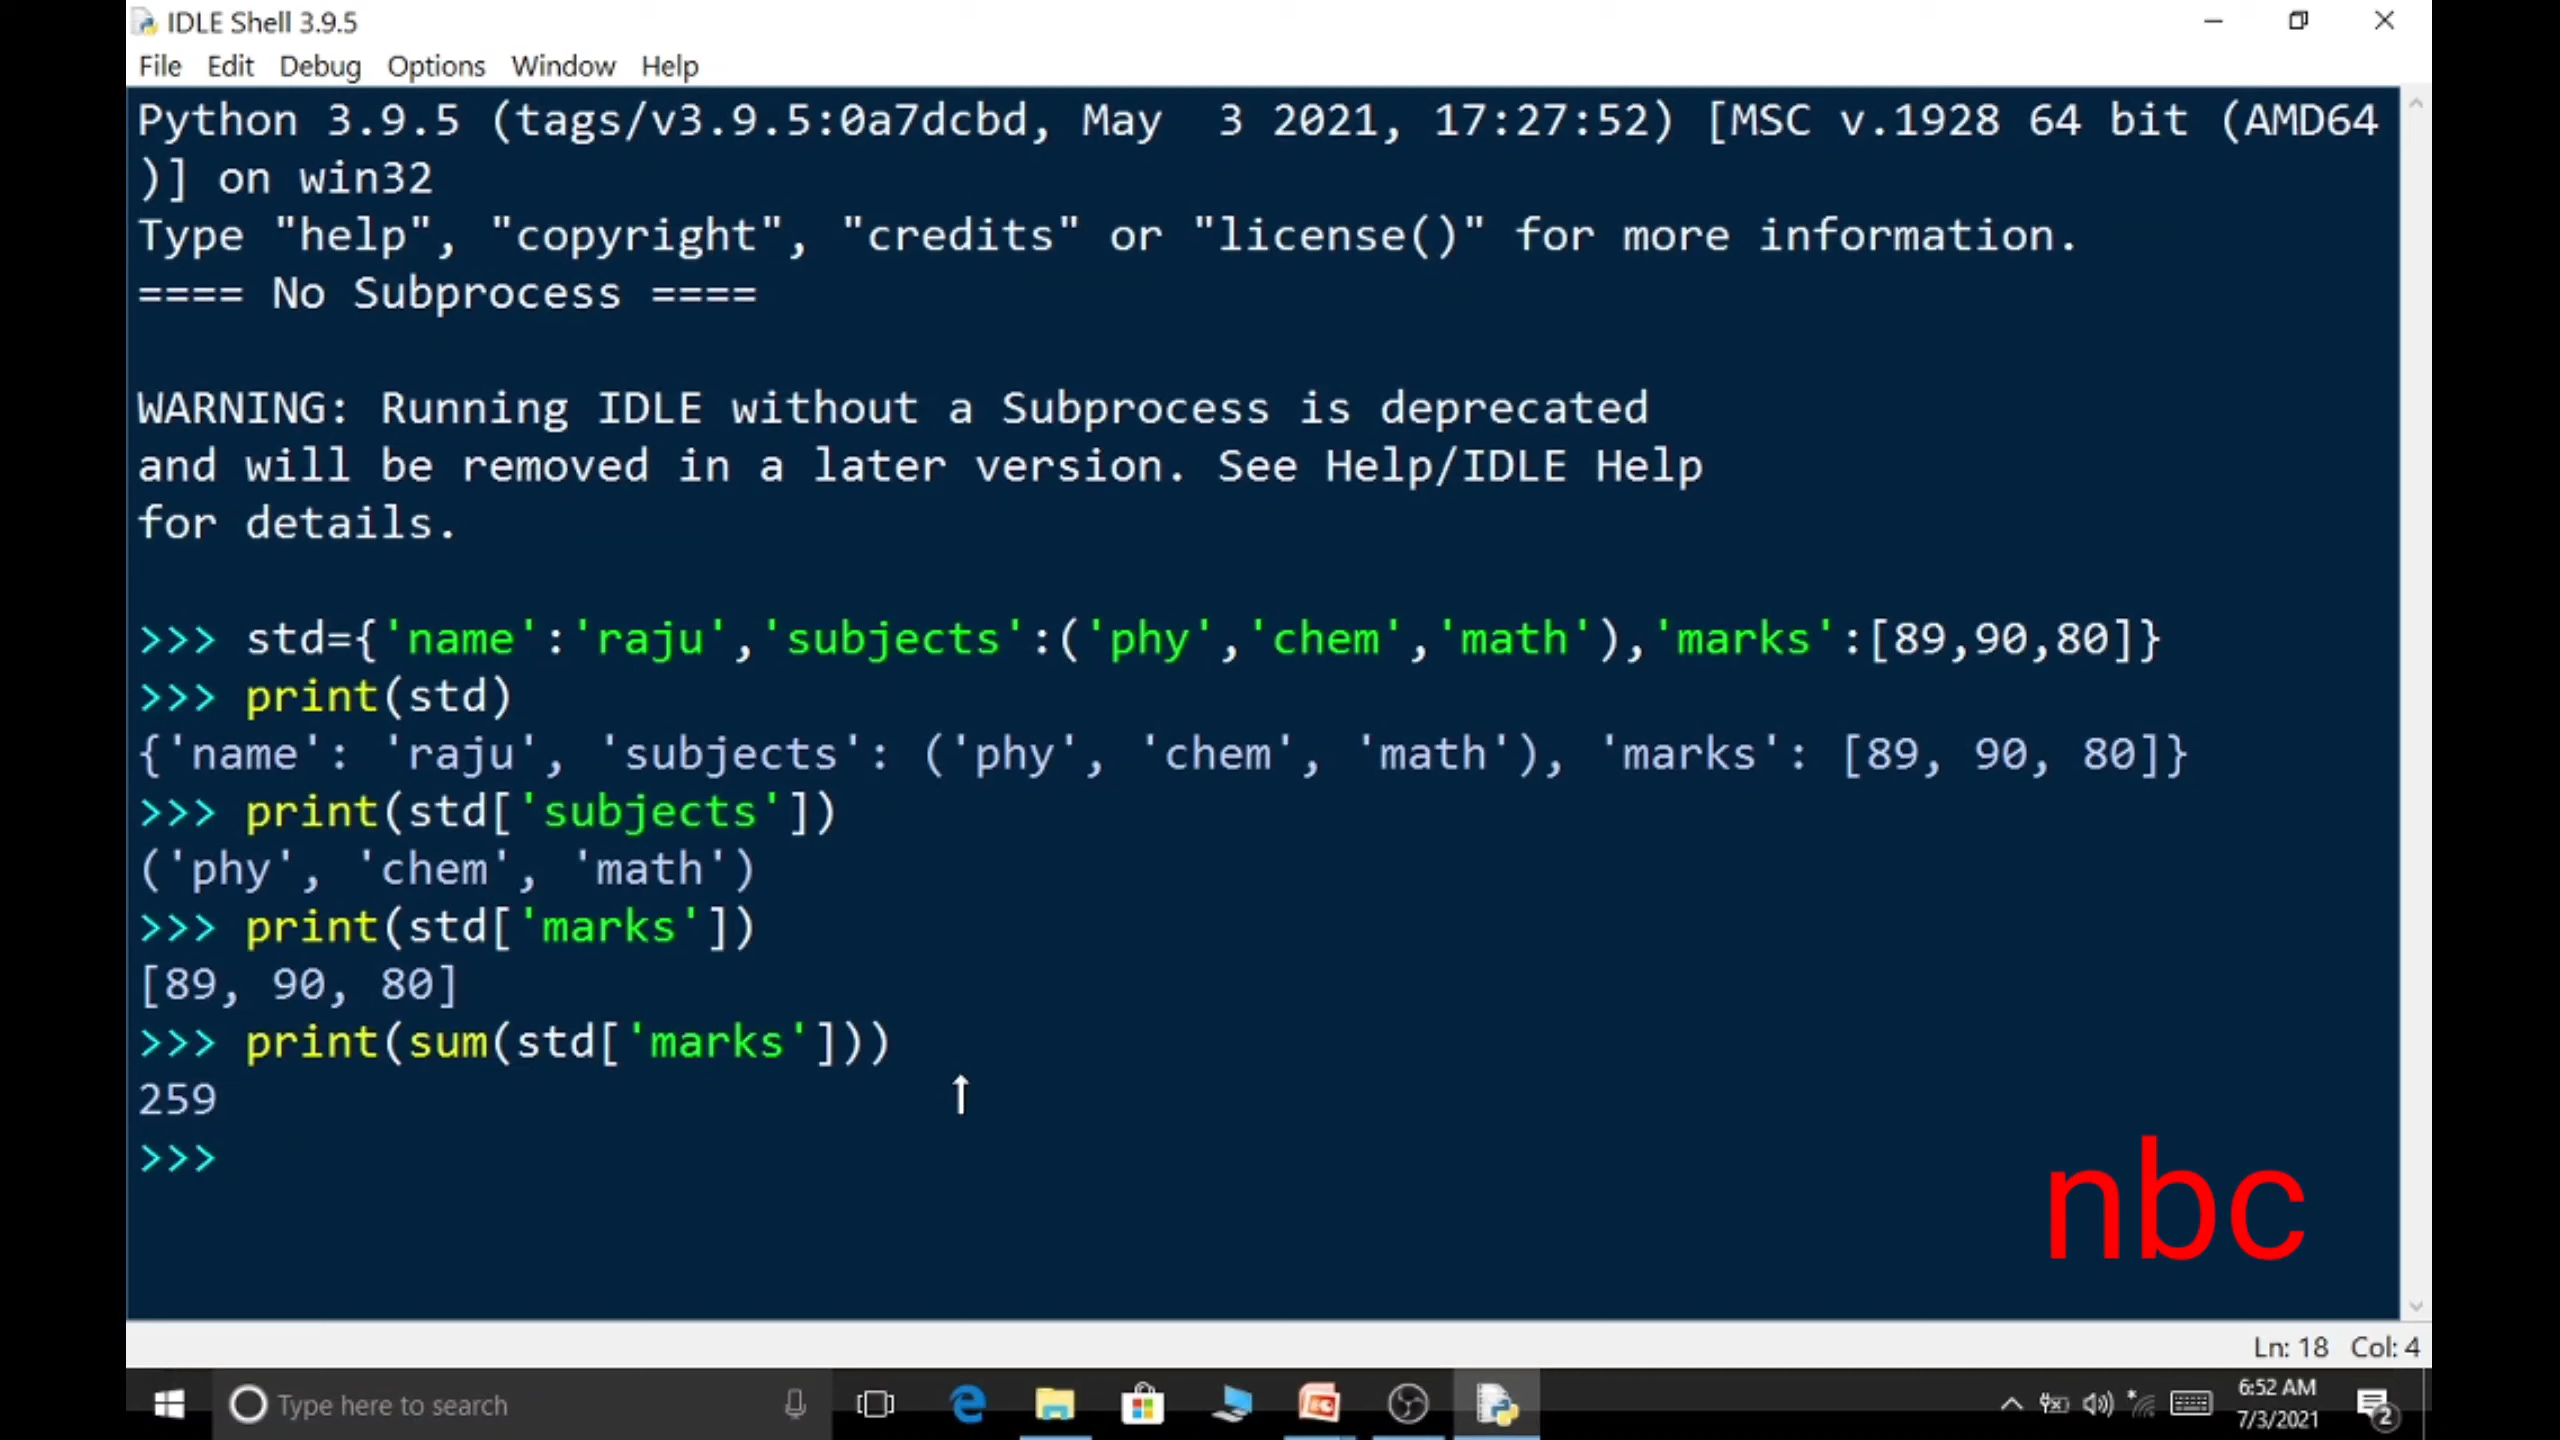 IDLE Shell 3.9.5
File Edit Debug Options Window Help
Python 3.9.5 (tags/v3.9.5:0a7dcbd, May  3 2021, 17:27:52) [MSC v.1928 64 bit (AMD64
)] on win32
Type "help", "copyright", "credits" or "license()" for more information.
==== No Subprocess ====
WARNING: Running IDLE without a Subprocess is deprecated
and will be removed in a later version. See Help/IDLE Help
for details.
>>> std={'name':'raju','subjects':('phy','chem','math'),'marks':[89,90,80]}
>>> print(std)
{'name': 'raju', 'subjects': ('phy', 'chem', 'math'), 'marks': [89, 90, 80]}
>>> print(std['subjects'])
('phy', 'chem', 'math')
>>> print(std['marks'])
[89, 90, 80]
>>> print(sum(std['marks']))
259
>>>
nbc
Ln: 18 Col: 4
Type here to search
6:52 AM
7/3/2021
2